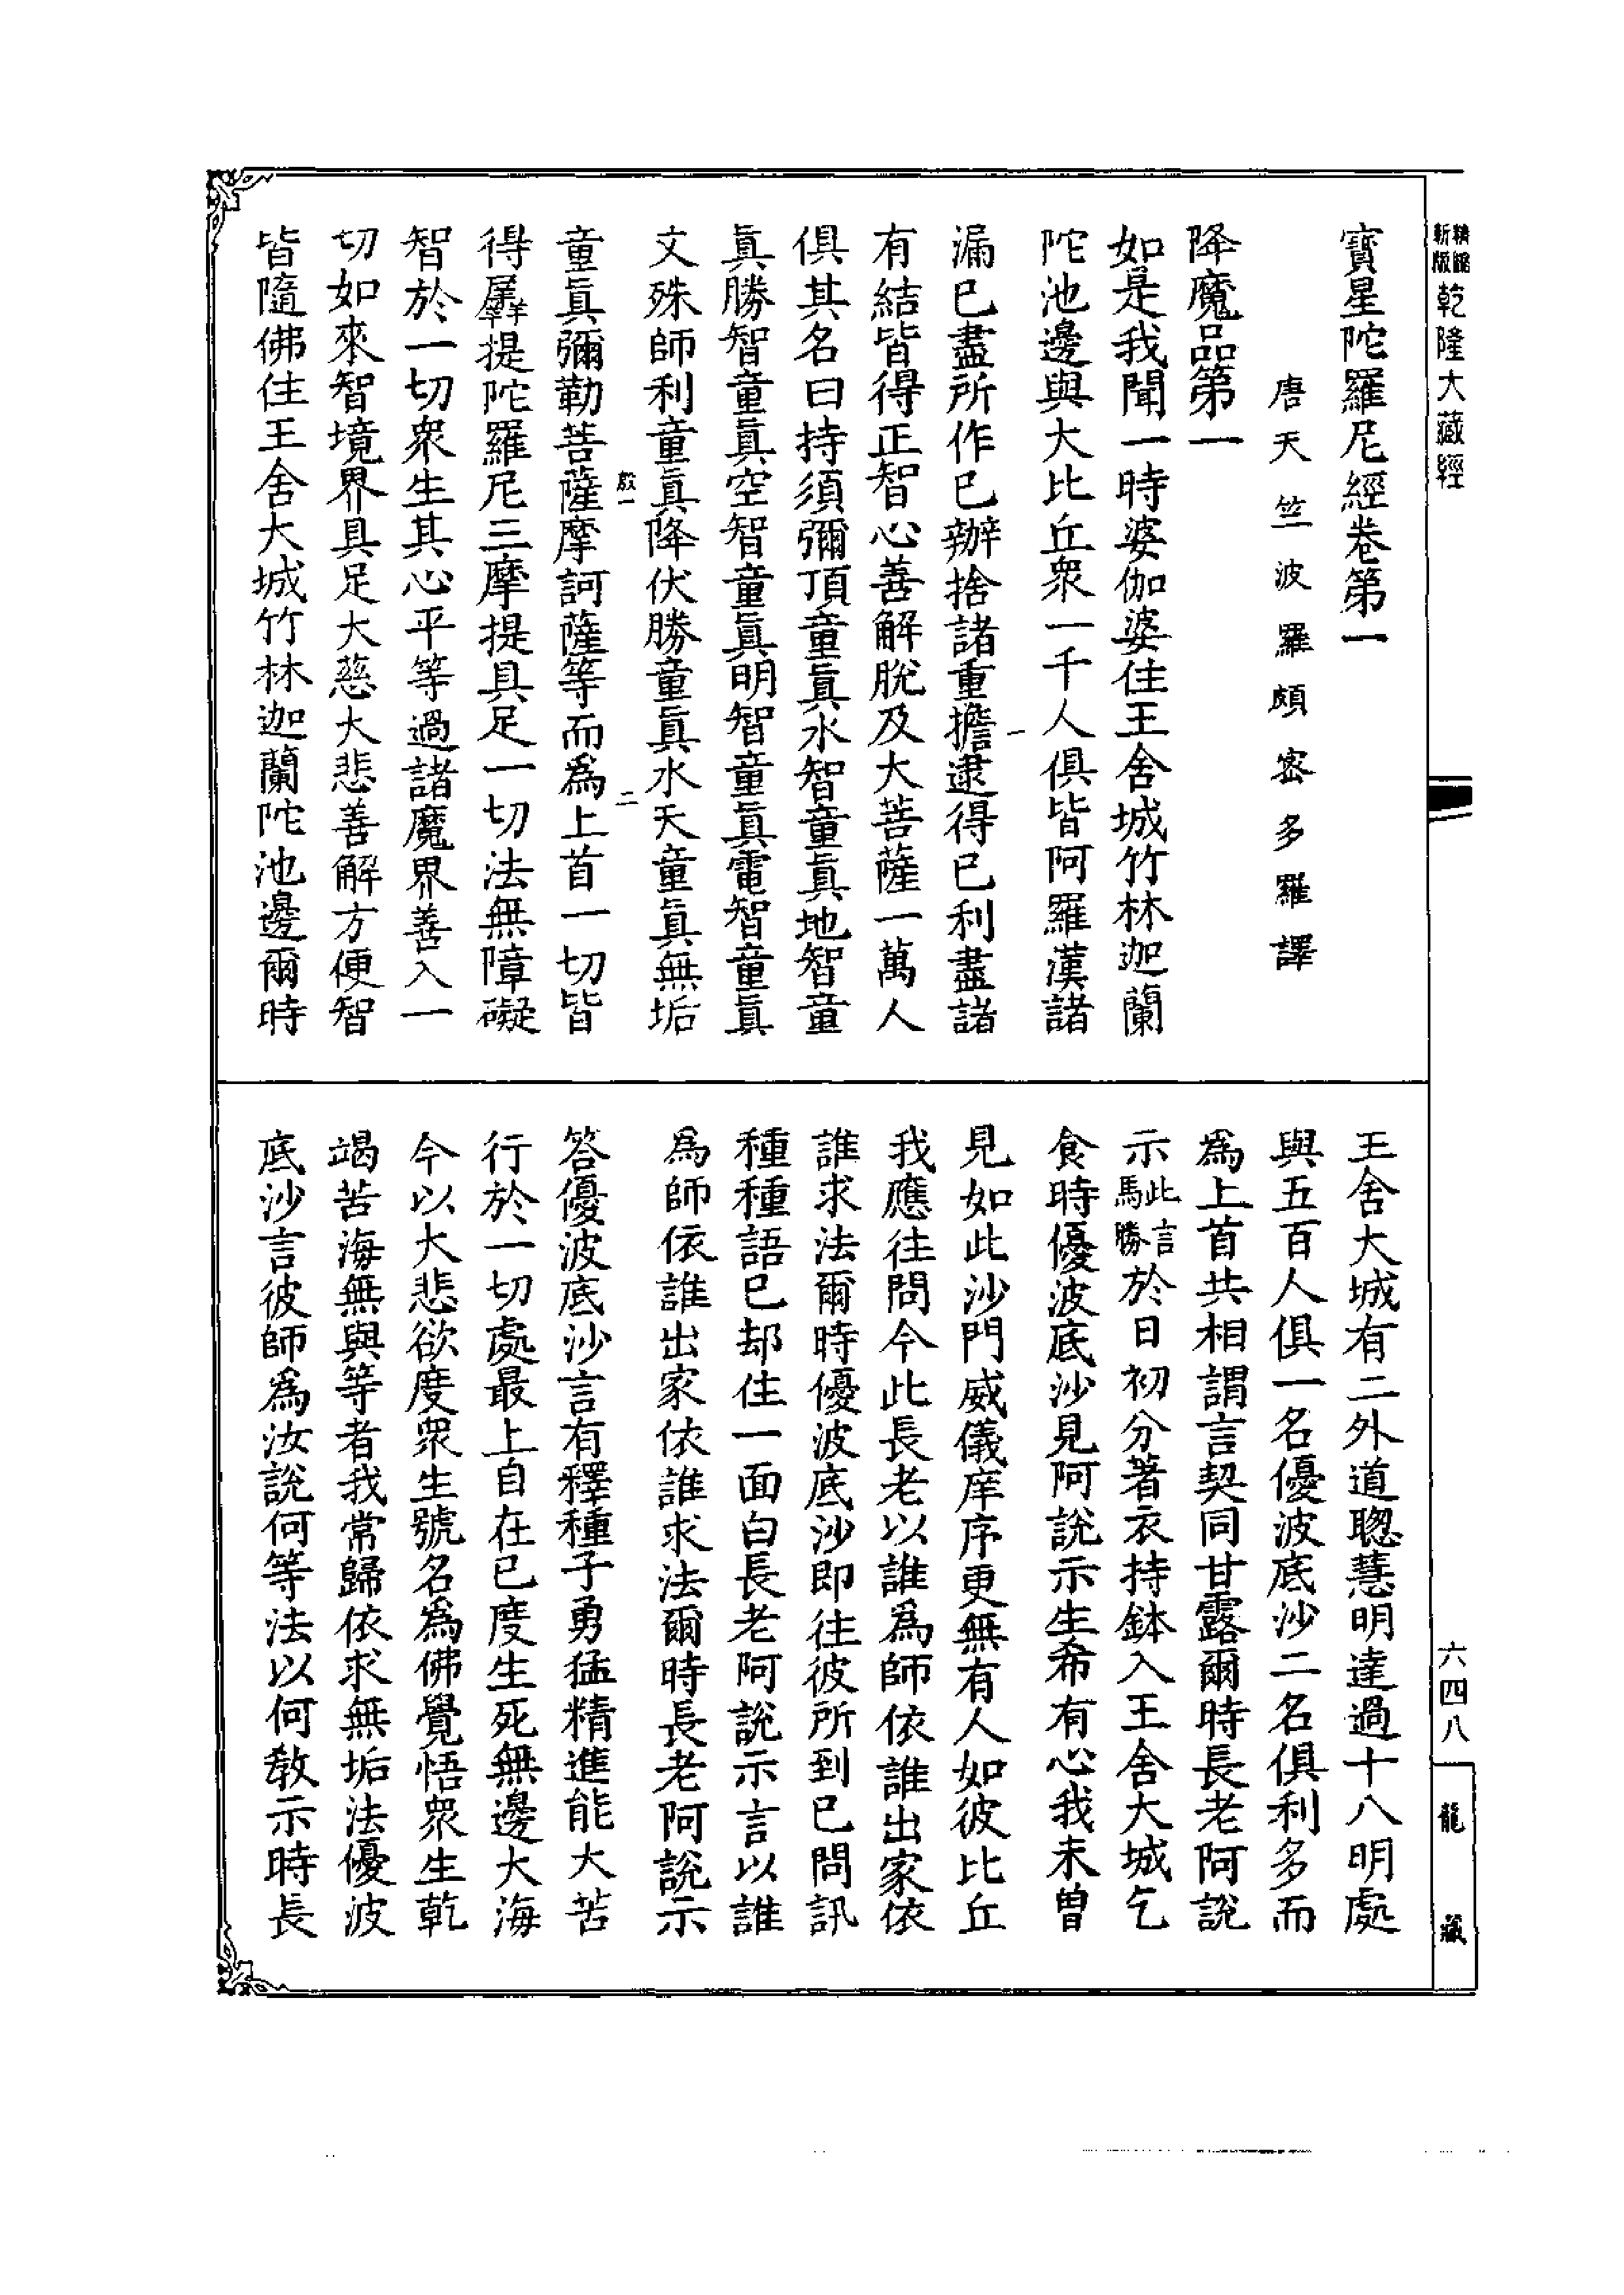 精縮新版乾隆大藏經
寶星陀羅尼經卷第一
唐天竺波羅頗密多羅譯
降魔品第一
如是我聞一時婆伽婆住王舍城竹林迦蘭
陀池邊與大比丘衆一千人俱皆阿羅漢諸
一
漏已盡所作已辦捨諸重擔逮得已利盡諸
有結皆得正智心善解脫及大菩薩一萬人
俱其名曰持須彌頂童眞水智童眞地智童
眞勝智童眞空智童眞明智童眞電智童眞
文殊師利童眞降伏勝童眞水天童眞無垢
二
童眞彌勒菩薩摩訶薩等而爲上首一切皆
得羼提陀羅尼三摩提具足一切法無障礙
智於一切衆生其心平等過諸魔界善入一
切如來智境界具足大慈大悲善解方便智
皆隨佛住王舍大城竹林迦蘭陀池邊爾時
王舍大城有二外道聰慧明達過十八明處
與五百人俱一名優波底沙二名俱利多而
爲上首共相謂言契同甘露爾時長老阿說
示此言馬勝於日初分著衣持鉢入王舍大城乞
食時優波底沙見阿說示生希有心我未曾
見如此沙門威儀庠序更無有人如彼比丘
我應往問今此長老以誰爲師依誰出家依
誰求法爾時優波底沙即往彼所到已問訊
種種語已却住一面白長老阿說示言以誰
爲師依誰出家依誰求法爾時長老阿說示
答優波底沙言有釋種子勇猛精進能大苦
行於一切處最上自在已度生死無邊大海
今以大悲欲度衆生號名爲佛覺悟衆生乾
竭苦海無與等者我常歸依求無垢法優波
底沙言彼師爲汝說何等法以何教示時長
六四八
龍藏